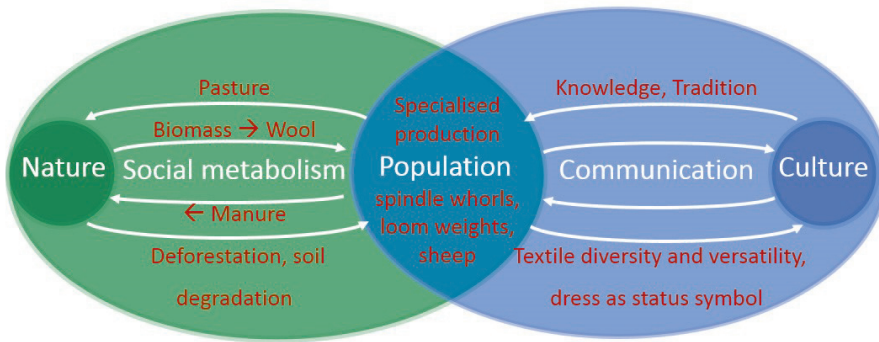 Pasture
Biomass → Wool
Nature
Social metabolism
← Manure
Deforestation, soil
degradation
Specialised
production
Population
spindle whorls,
loom weights,
sheep
Knowledge, Tradition
Communication
Culture
Textile diversity and versatility,
dress as status symbol